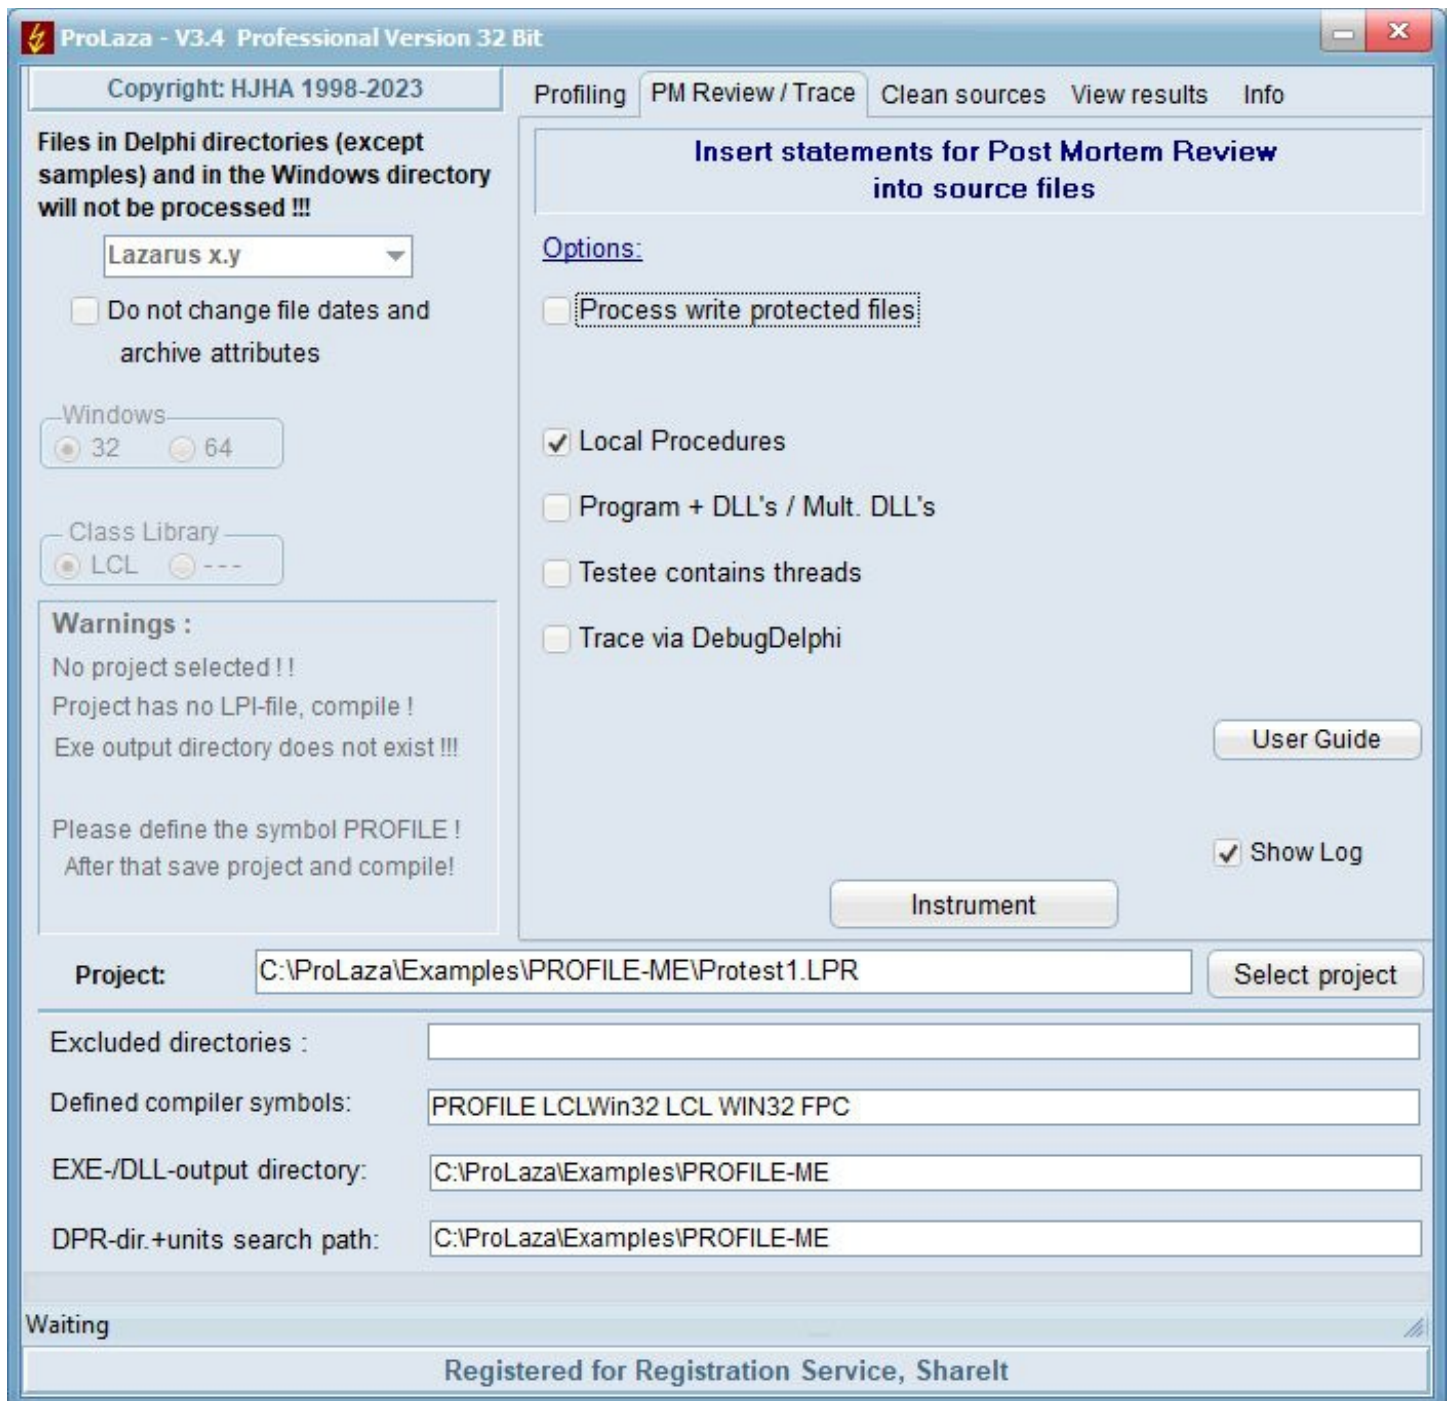 ProLaza - V3.4 Professional Version 32 Bit
Copyright: HJHA 1998-2023
Files in Delphi directories (except
samples) and in the Windows directory
will not be processed !!!
Lazarus x.y
Do not change file dates and
archive attributes
Windows
32 64
Class Library
LCL ---
Warnings :
No project selected ! !
Project has no LPI-file, compile !
Exe output directory does not exist !!!
Please define the symbol PROFILE !
After that save project and compile!
Profiling PM Review / Trace Clean sources View results Info
Insert statements for Post Mortem Review
into source files
Options:
Process write protected files
Local Procedures
Program + DLL's / Mult. DLL's
Testee contains threads
Trace via DebugDelphi
User Guide
Show Log
Instrument
Project: C:\ProLaza\Examples\PROFILE-ME\Protest1.LPR Select project
Excluded directories :
Defined compiler symbols: PROFILE LCLWin32 LCL WIN32 FPC
EXE-/DLL-output directory: C:\ProLaza\Examples\PROFILE-ME
DPR-dir.+units search path: C:\ProLaza\Examples\PROFILE-ME
Waiting
Registered for Registration Service, ShareIt